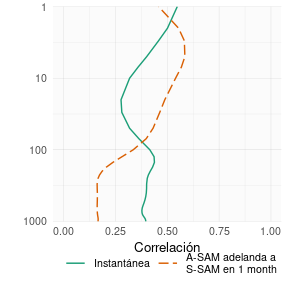 1
10
100
1000
0.00 0.25 0.50 0.75 1.00
Correlación
Instantánea
A-SAM adelanda a
S-SAM en 1 month